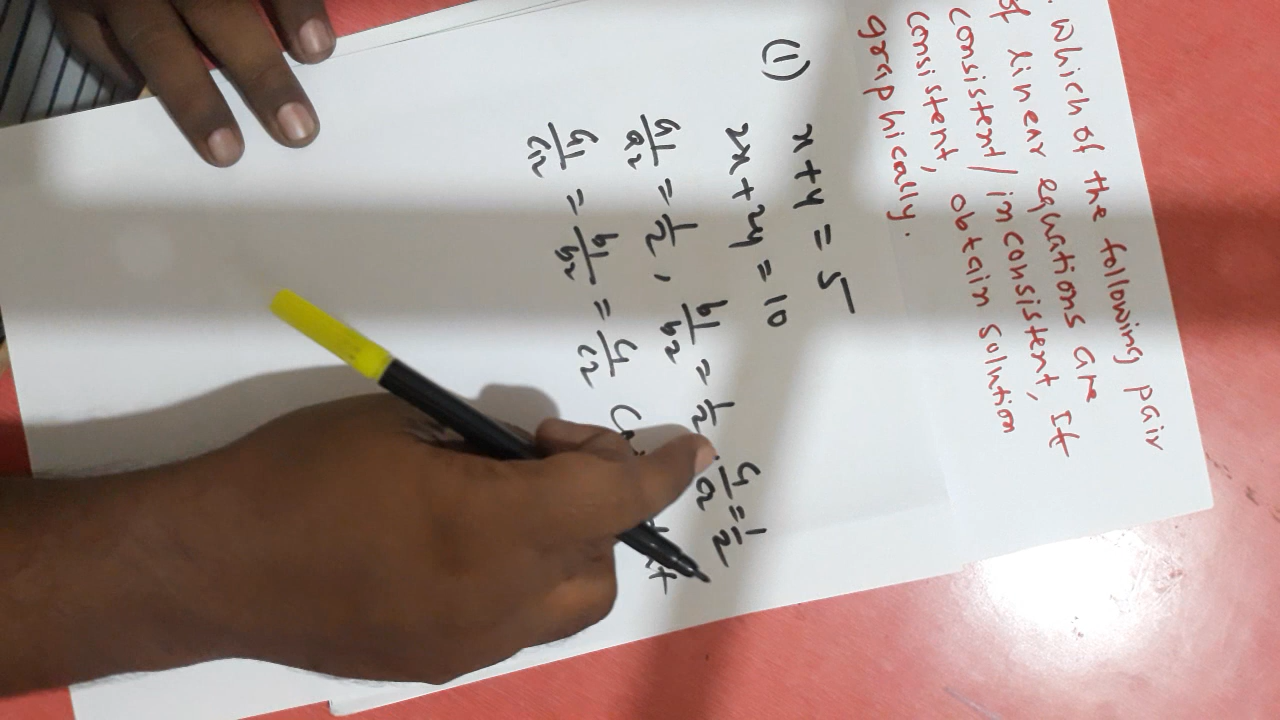 . Which of the following pair
of linear equations are
consistent / inconsistent, If
consistent, obtain solution
graphically.
(1) x + y = 5
2x + 2y = 10
a1/a2 = 1/2, b1/b2 = 1/2, c1/c2 = 1/2
a1/a2 = b1/b2 = c1/c2